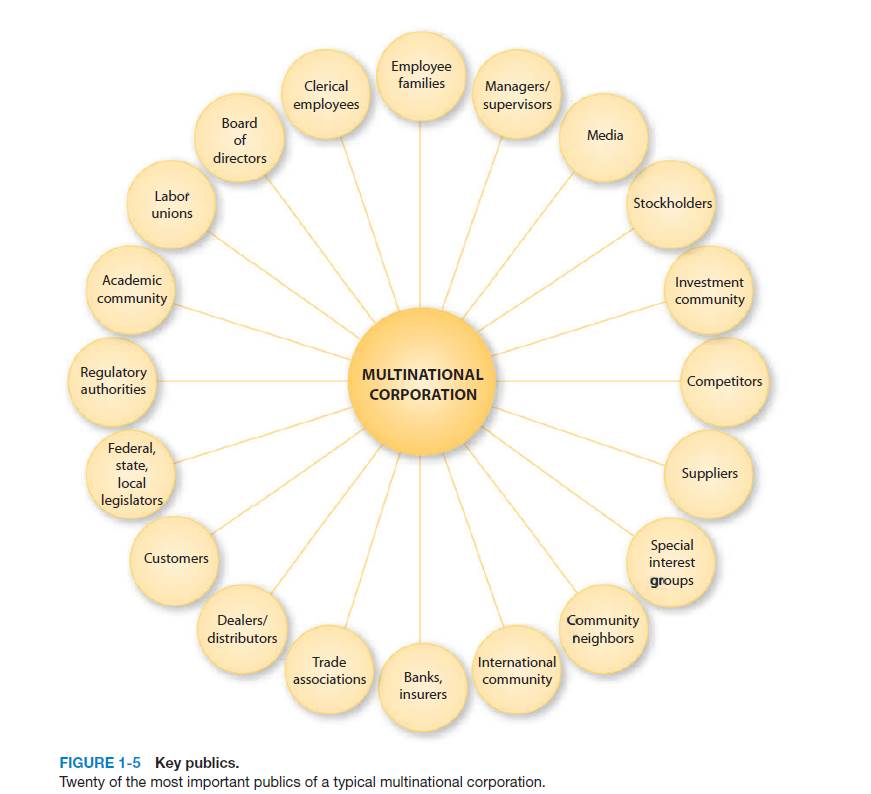 Employee
families
Managers/
supervisors
Media
Stockholders
Investment
community
Competitors
Suppliers
Special
interest
groups
Community
neighbors
International
community
Banks,
insurers
Trade
associations
Dealers/
distributors
Customers
Federal,
state,
local
legislators
Regulatory
authorities
Academic
community
Labor
unions
Board
of
directors
Clerical
employees
MULTINATIONAL
CORPORATION
FIGURE 1-5 Key publics.
Twenty of the most important publics of a typical multinational corporation.